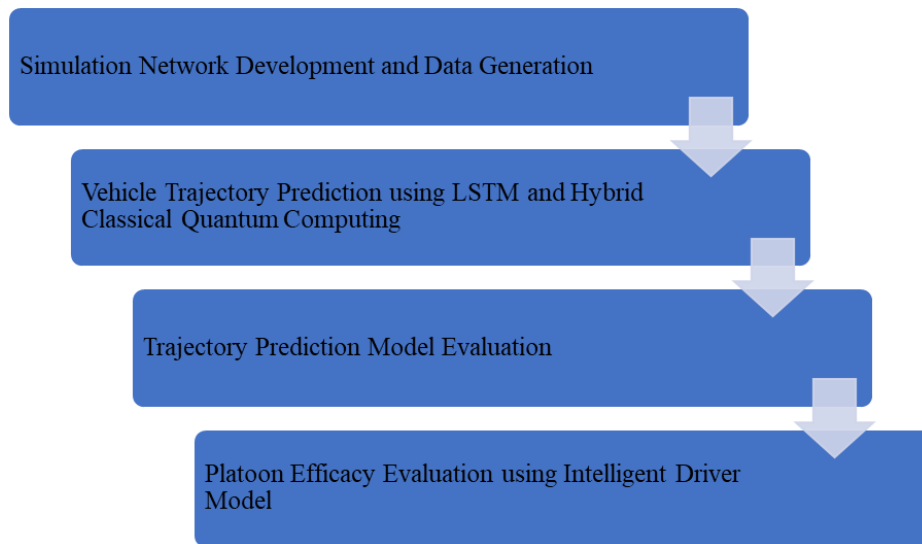 Simulation Network Development and Data Generation
Vehicle Trajectory Prediction using LSTM and Hybrid
Classical Quantum Computing
Trajectory Prediction Model Evaluation
Platoon Efficacy Evaluation using Intelligent Driver
Model